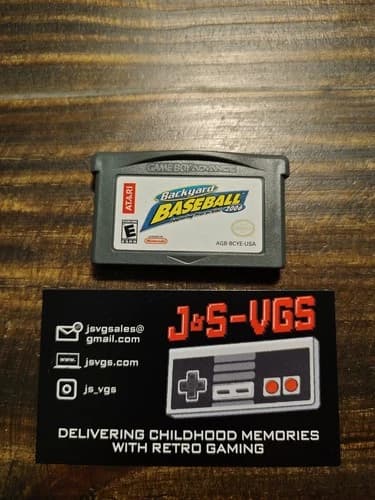 GAME BOY ADVANCE
ATARI
Backyard
BASEBALL
2006
E
Nintendo
AGB-BCYE-USA
J&S-VGS
jsvgsales@
gmail.com
www.
jsvgs.com
js_vgs
DELIVERING CHILDHOOD MEMORIES
WITH RETRO GAMING